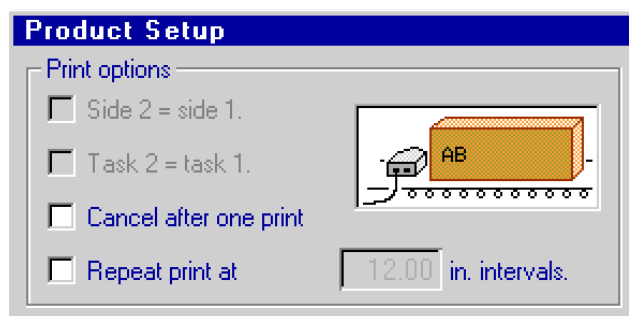 Product Setup
Print options
Side 2 = side 1.
Task 2 = task 1.
AB
Cancel after one print
Repeat print at 12.00 in. intervals.